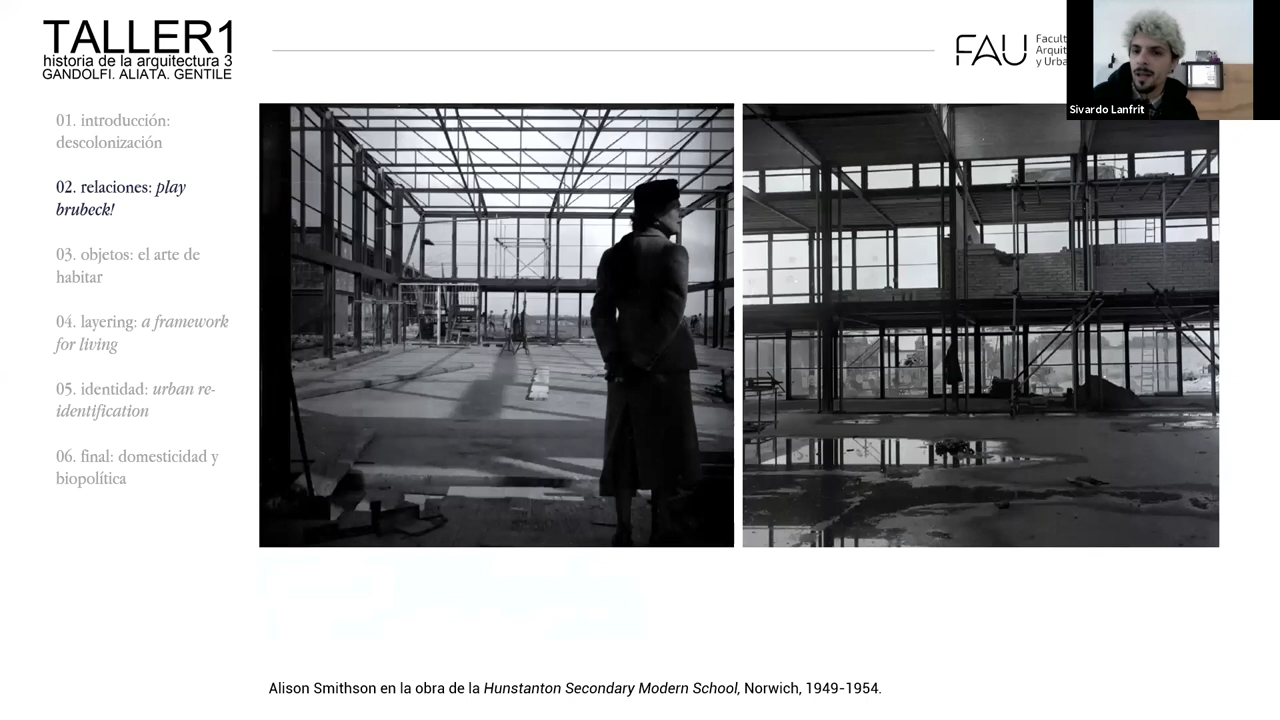 TALLER1
historia de la arquitectura 3
GANDOLFI. ALIATA. GENTILE
FAU
Facult
Arquit
y Urba
Sivardo Lanfrit
01. introducción:
descolonización
02. relaciones: play
brubeck!
03. objetos: el arte de
habitar
04. layering: a framework
for living
05. identidad: urban re-
identification
06. final: domesticidad y
biopolítica
Alison Smithson en la obra de la Hunstanton Secondary Modern School, Norwich, 1949-1954.